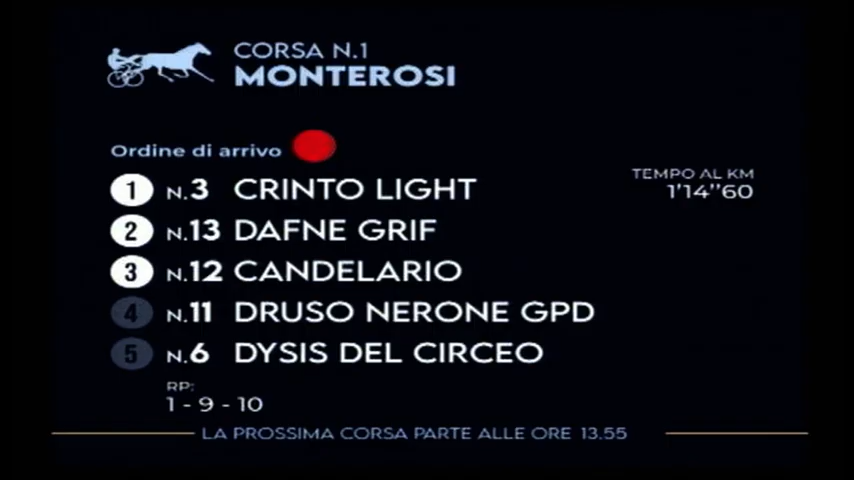 CORSA N.1
MONTEROSI
Ordine di arrivo
TEMPO AL KM
1'14''60
1 N.3 CRINTO LIGHT
2 N.13 DAFNE GRIF
3 N.12 CANDELARIO
4 N.11 DRUSO NERONE GPD
5 N.6 DYSIS DEL CIRCEO
RP:
1 - 9 - 10
LA PROSSIMA CORSA PARTE ALLE ORE 13.55